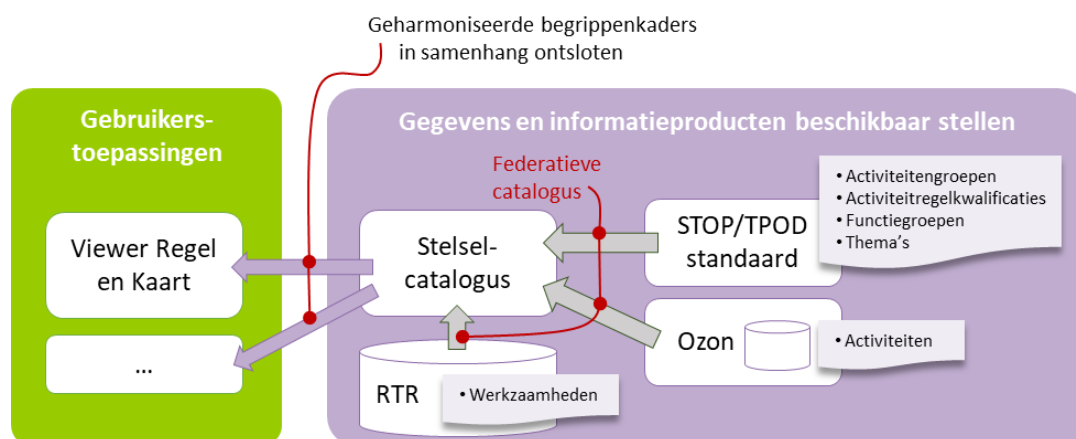 Geharmoniseerde begrippenkaders
in samenhang ontsloten
Gebruikers-
toepassingen
Gegevens en informatieproducten beschikbaar stellen
Federatieve
catalogus
• Activiteitengroepen
• Activiteitregelkwalificaties
• Functiegroepen
• Thema's
Viewer Regel
en Kaart
Stelsel-
catalogus
STOP/TPOD
standaard
...
Ozon
• Activiteiten
RTR
• Werkzaamheden